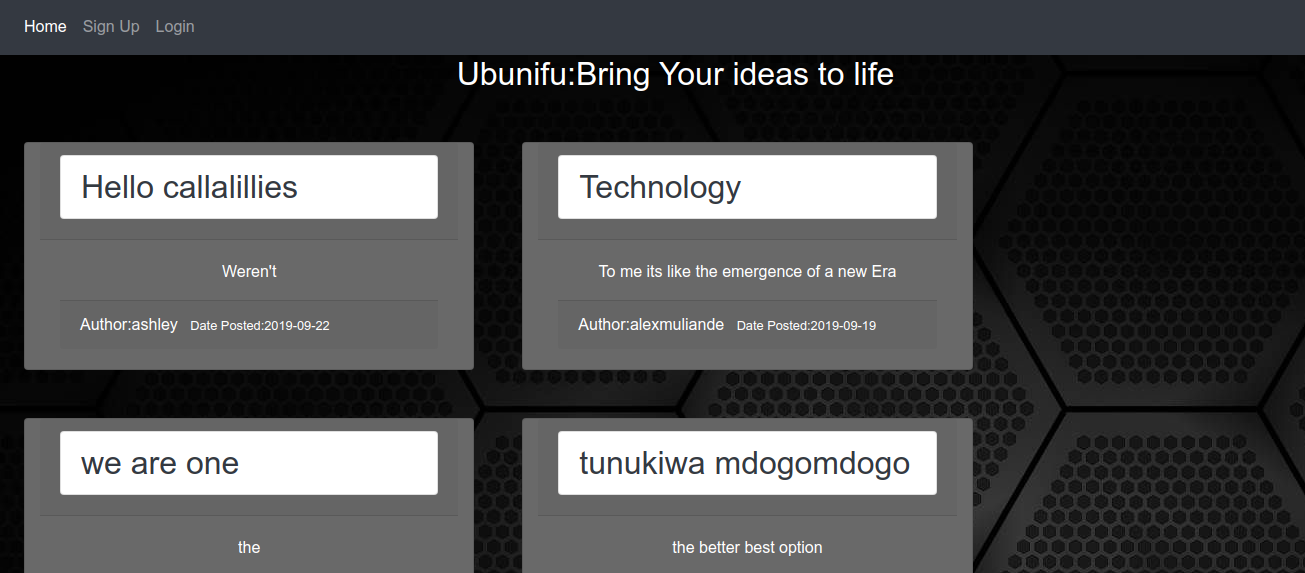 Home Sign Up Login
Ubunifu:Bring Your ideas to life
Hello callalillies
Weren't
Author:ashley Date Posted:2019-09-22
Technology
To me its like the emergence of a new Era
Author:alexmuliande Date Posted:2019-09-19
we are one
the
tunukiwa mdogomdogo
the better best option